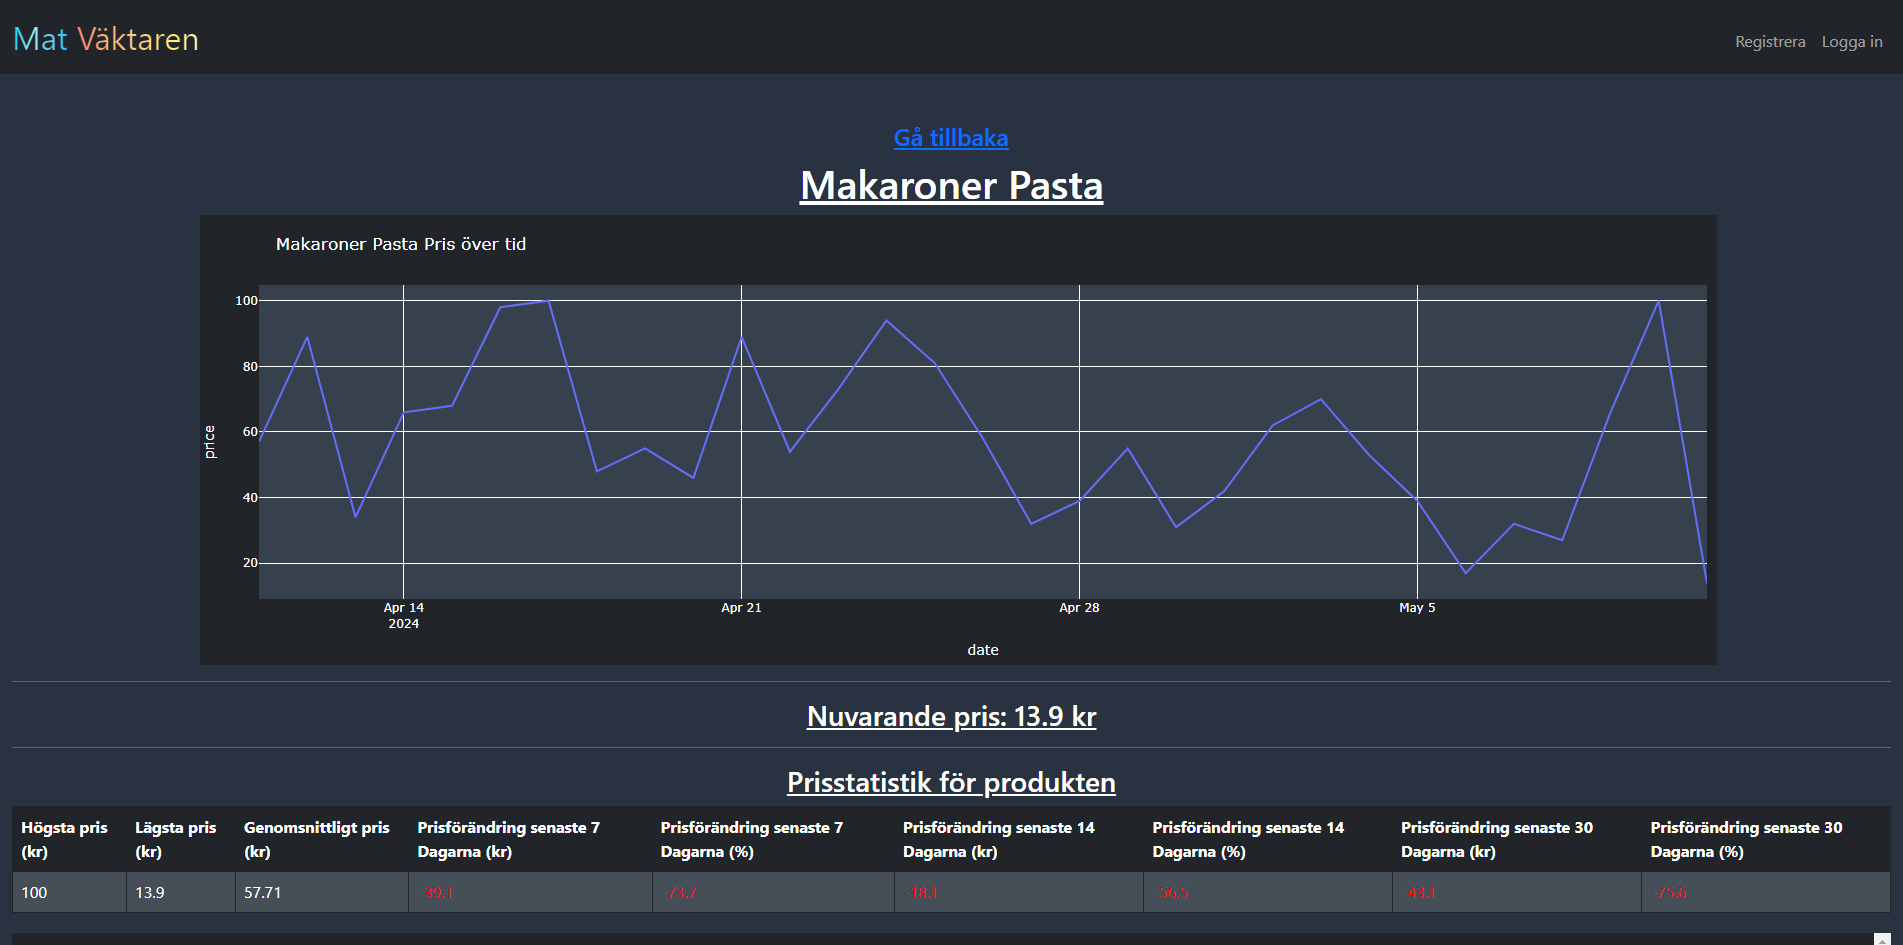 Mat Väktaren
Registrera Logga in
Gå tillbaka
Makaroner Pasta
Makaroner Pasta Pris över tid
100
80
60
40
20
price
Apr 14 Apr 21 Apr 28 May 5
2024
date
Nuvarande pris: 13.9 kr
Prisstatistik för produkten
Högsta pris Lägsta pris Genomsnittligt pris Prisförändring senaste 7 Prisförändring senaste 7 Prisförändring senaste 14 Prisförändring senaste 14 Prisförändring senaste 30 Prisförändring senaste 30
(kr) (kr) (kr) Dagarna (kr) Dagarna (%) Dagarna (kr) Dagarna (%) Dagarna (kr) Dagarna (%)
100 13.9 57.71 -39.1 -73.7 -18.1 -56.5 -43.1 -75.6